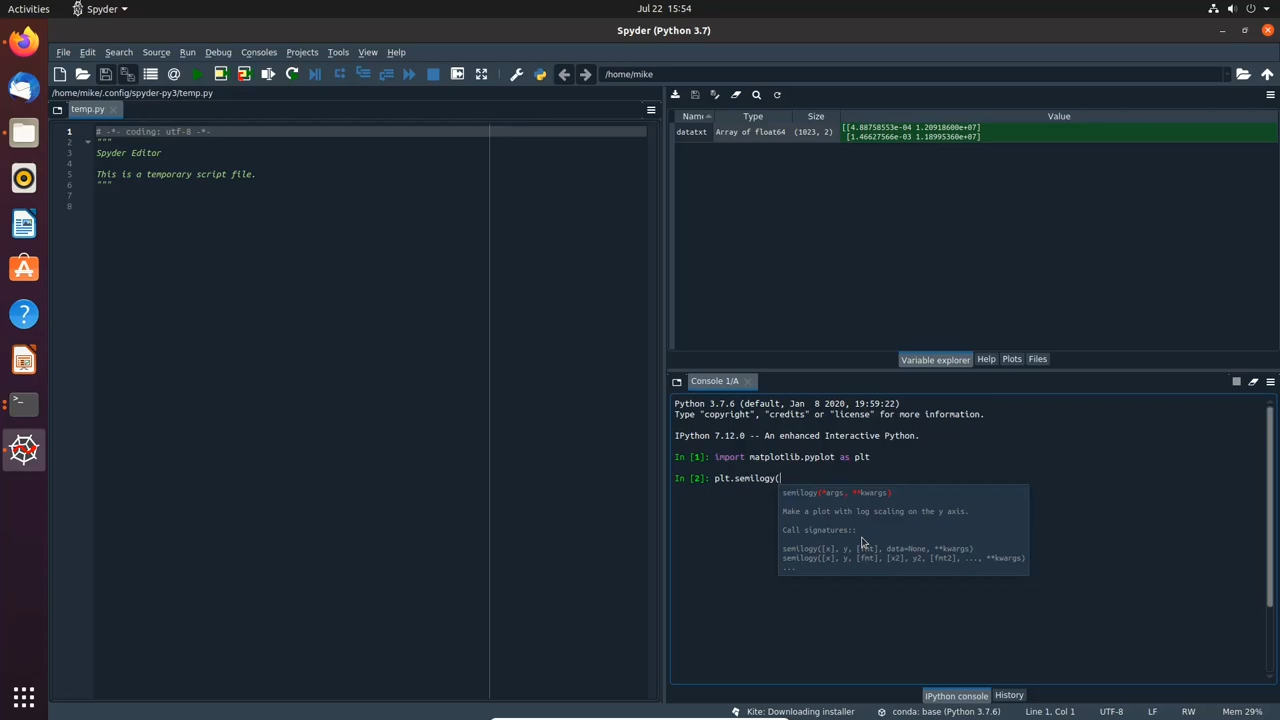 Activities Spyder Jul 22 15:54
Spyder (Python 3.7)
File Edit Search Source Run Debug Consoles Projects Tools View Help
/home/mike
/home/mike/.config/spyder-py3/temp.py
temp.py
1 # -*- coding: utf-8 -*-
2 """
3 Spyder Editor
4
5 This is a temporary script file.
6 """
7
8
Name Type Size Value
datatxt Array of float64 (1023, 2) [[4.88758553e-04 1.20918600e+07]
[1.46627566e-03 1.18995360e+07]
Variable explorer Help Plots Files
Console 1/A
Python 3.7.6 (default, Jan 8 2020, 19:59:22)
Type "copyright", "credits" or "license" for more information.
IPython 7.12.0 -- An enhanced Interactive Python.
In [1]: import matplotlib.pyplot as plt
In [2]: plt.semilogy(
semilogy(*args, **kwargs)
Make a plot with log scaling on the y axis.
Call signatures::
semilogy([x], y, [fmt], data=None, **kwargs)
semilogy([x], y, [fmt], [x2], y2, [fmt2], ..., **kwargs)
...
IPython console History
Kite: Downloading installer conda: base (Python 3.7.6) Line 1, Col 1 UTF-8 LF RW Mem 29%